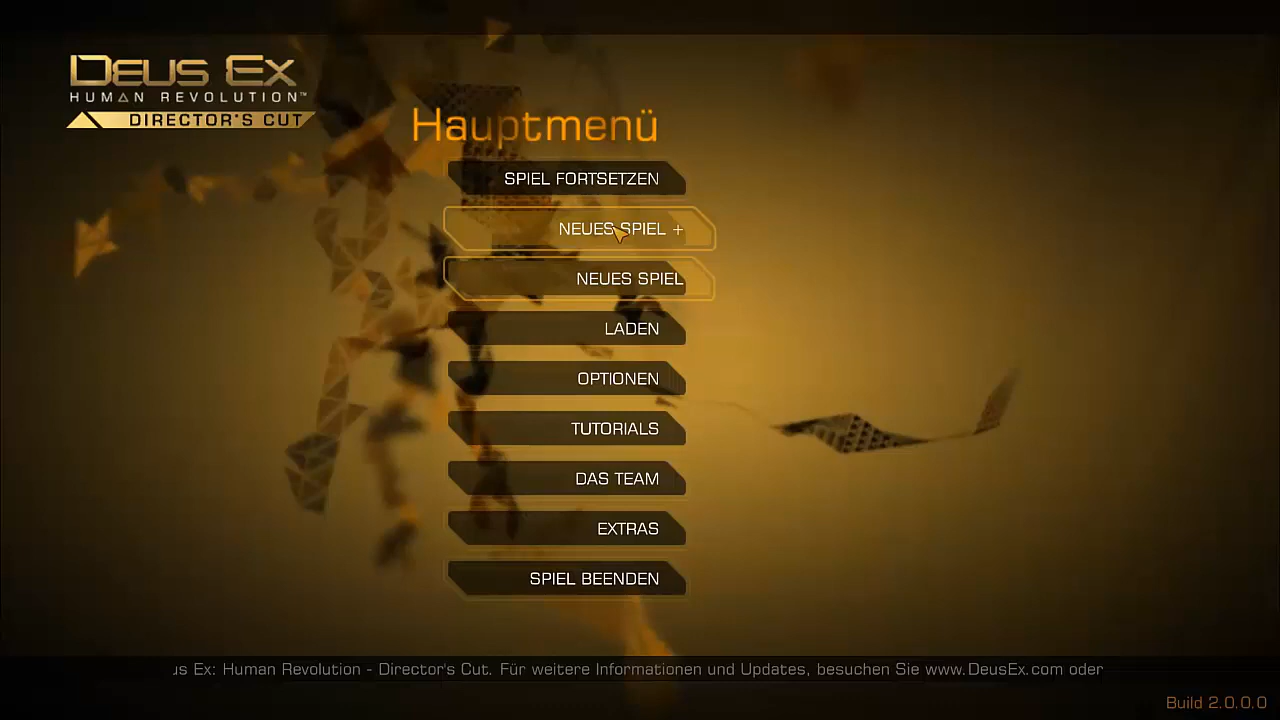 DEUS EX
HUMAN REVOLUTION™
DIRECTOR'S CUT
Hauptmenü
SPIEL FORTSETZEN
NEUES SPIEL +
NEUES SPIEL
LADEN
OPTIONEN
TUTORIALS
DAS TEAM
EXTRAS
SPIEL BEENDEN
us Ex: Human Revolution - Director's Cut. Für weitere Informationen und Updates, besuchen Sie www.DeusEx.com oder
Build 2.0.0.0